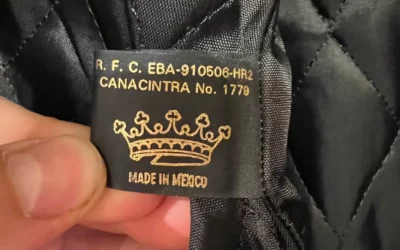 R. F. C. EBA-910506-HR2
CANACINTRA No. 1779
MADE IN MEXICO